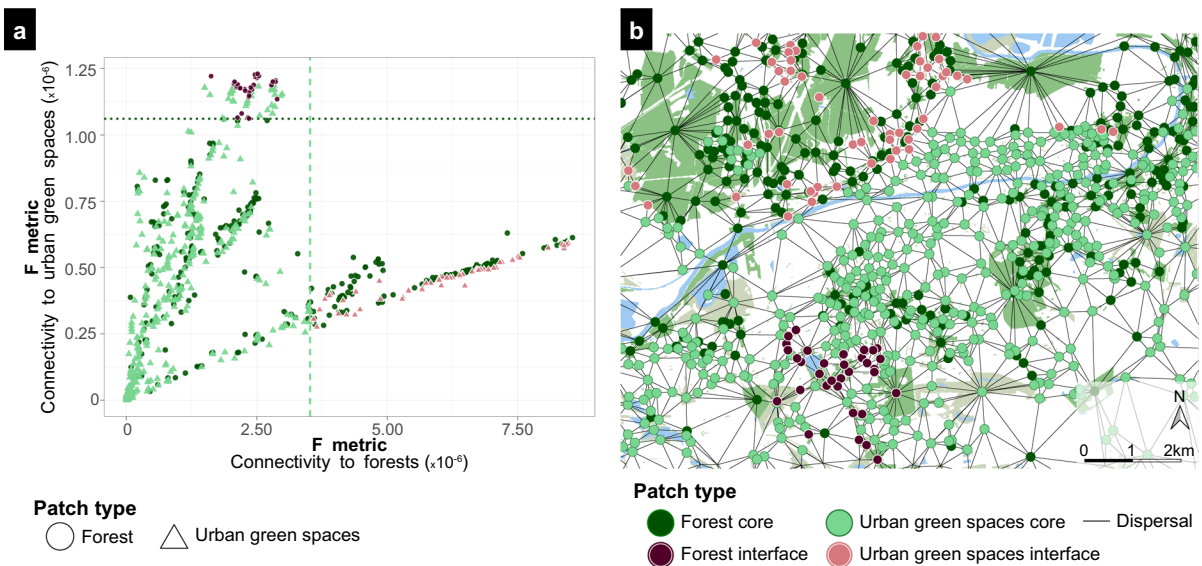 a
F metric
Connectivity to urban green spaces (x10⁻⁶)
1.25
1.00
0.75
0.50
0.25
0
0 2.50 5.00 7.50
F metric
Connectivity to forests (x10⁻⁶)
Patch type
Forest Urban green spaces
b
N
0 1 2km
Patch type
Forest core Urban green spaces core Dispersal
Forest interface Urban green spaces interface